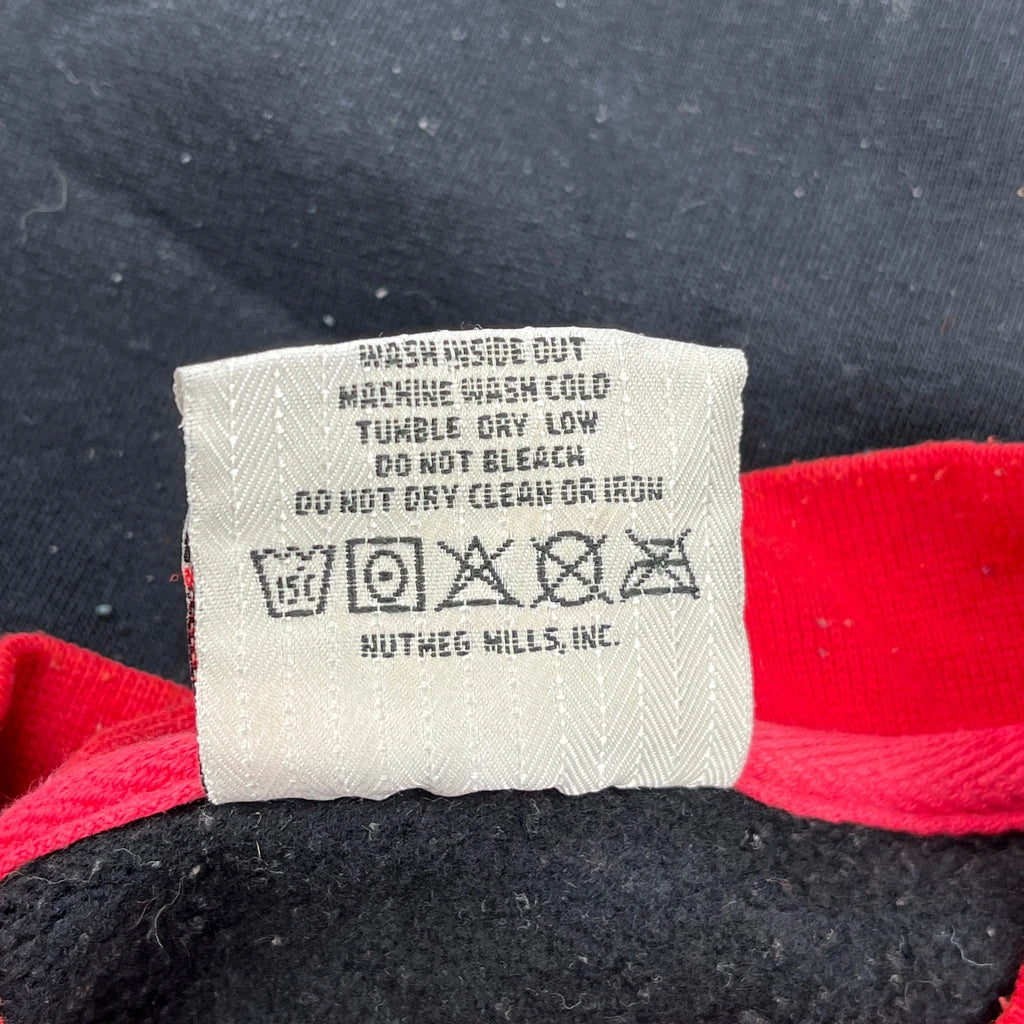 WASH INSIDE OUT
MACHINE WASH COLD
TUMBLE DRY LOW
DO NOT BLEACH
DO NOT DRY CLEAN OR IRON
15C
NUTMEG MILLS, INC.